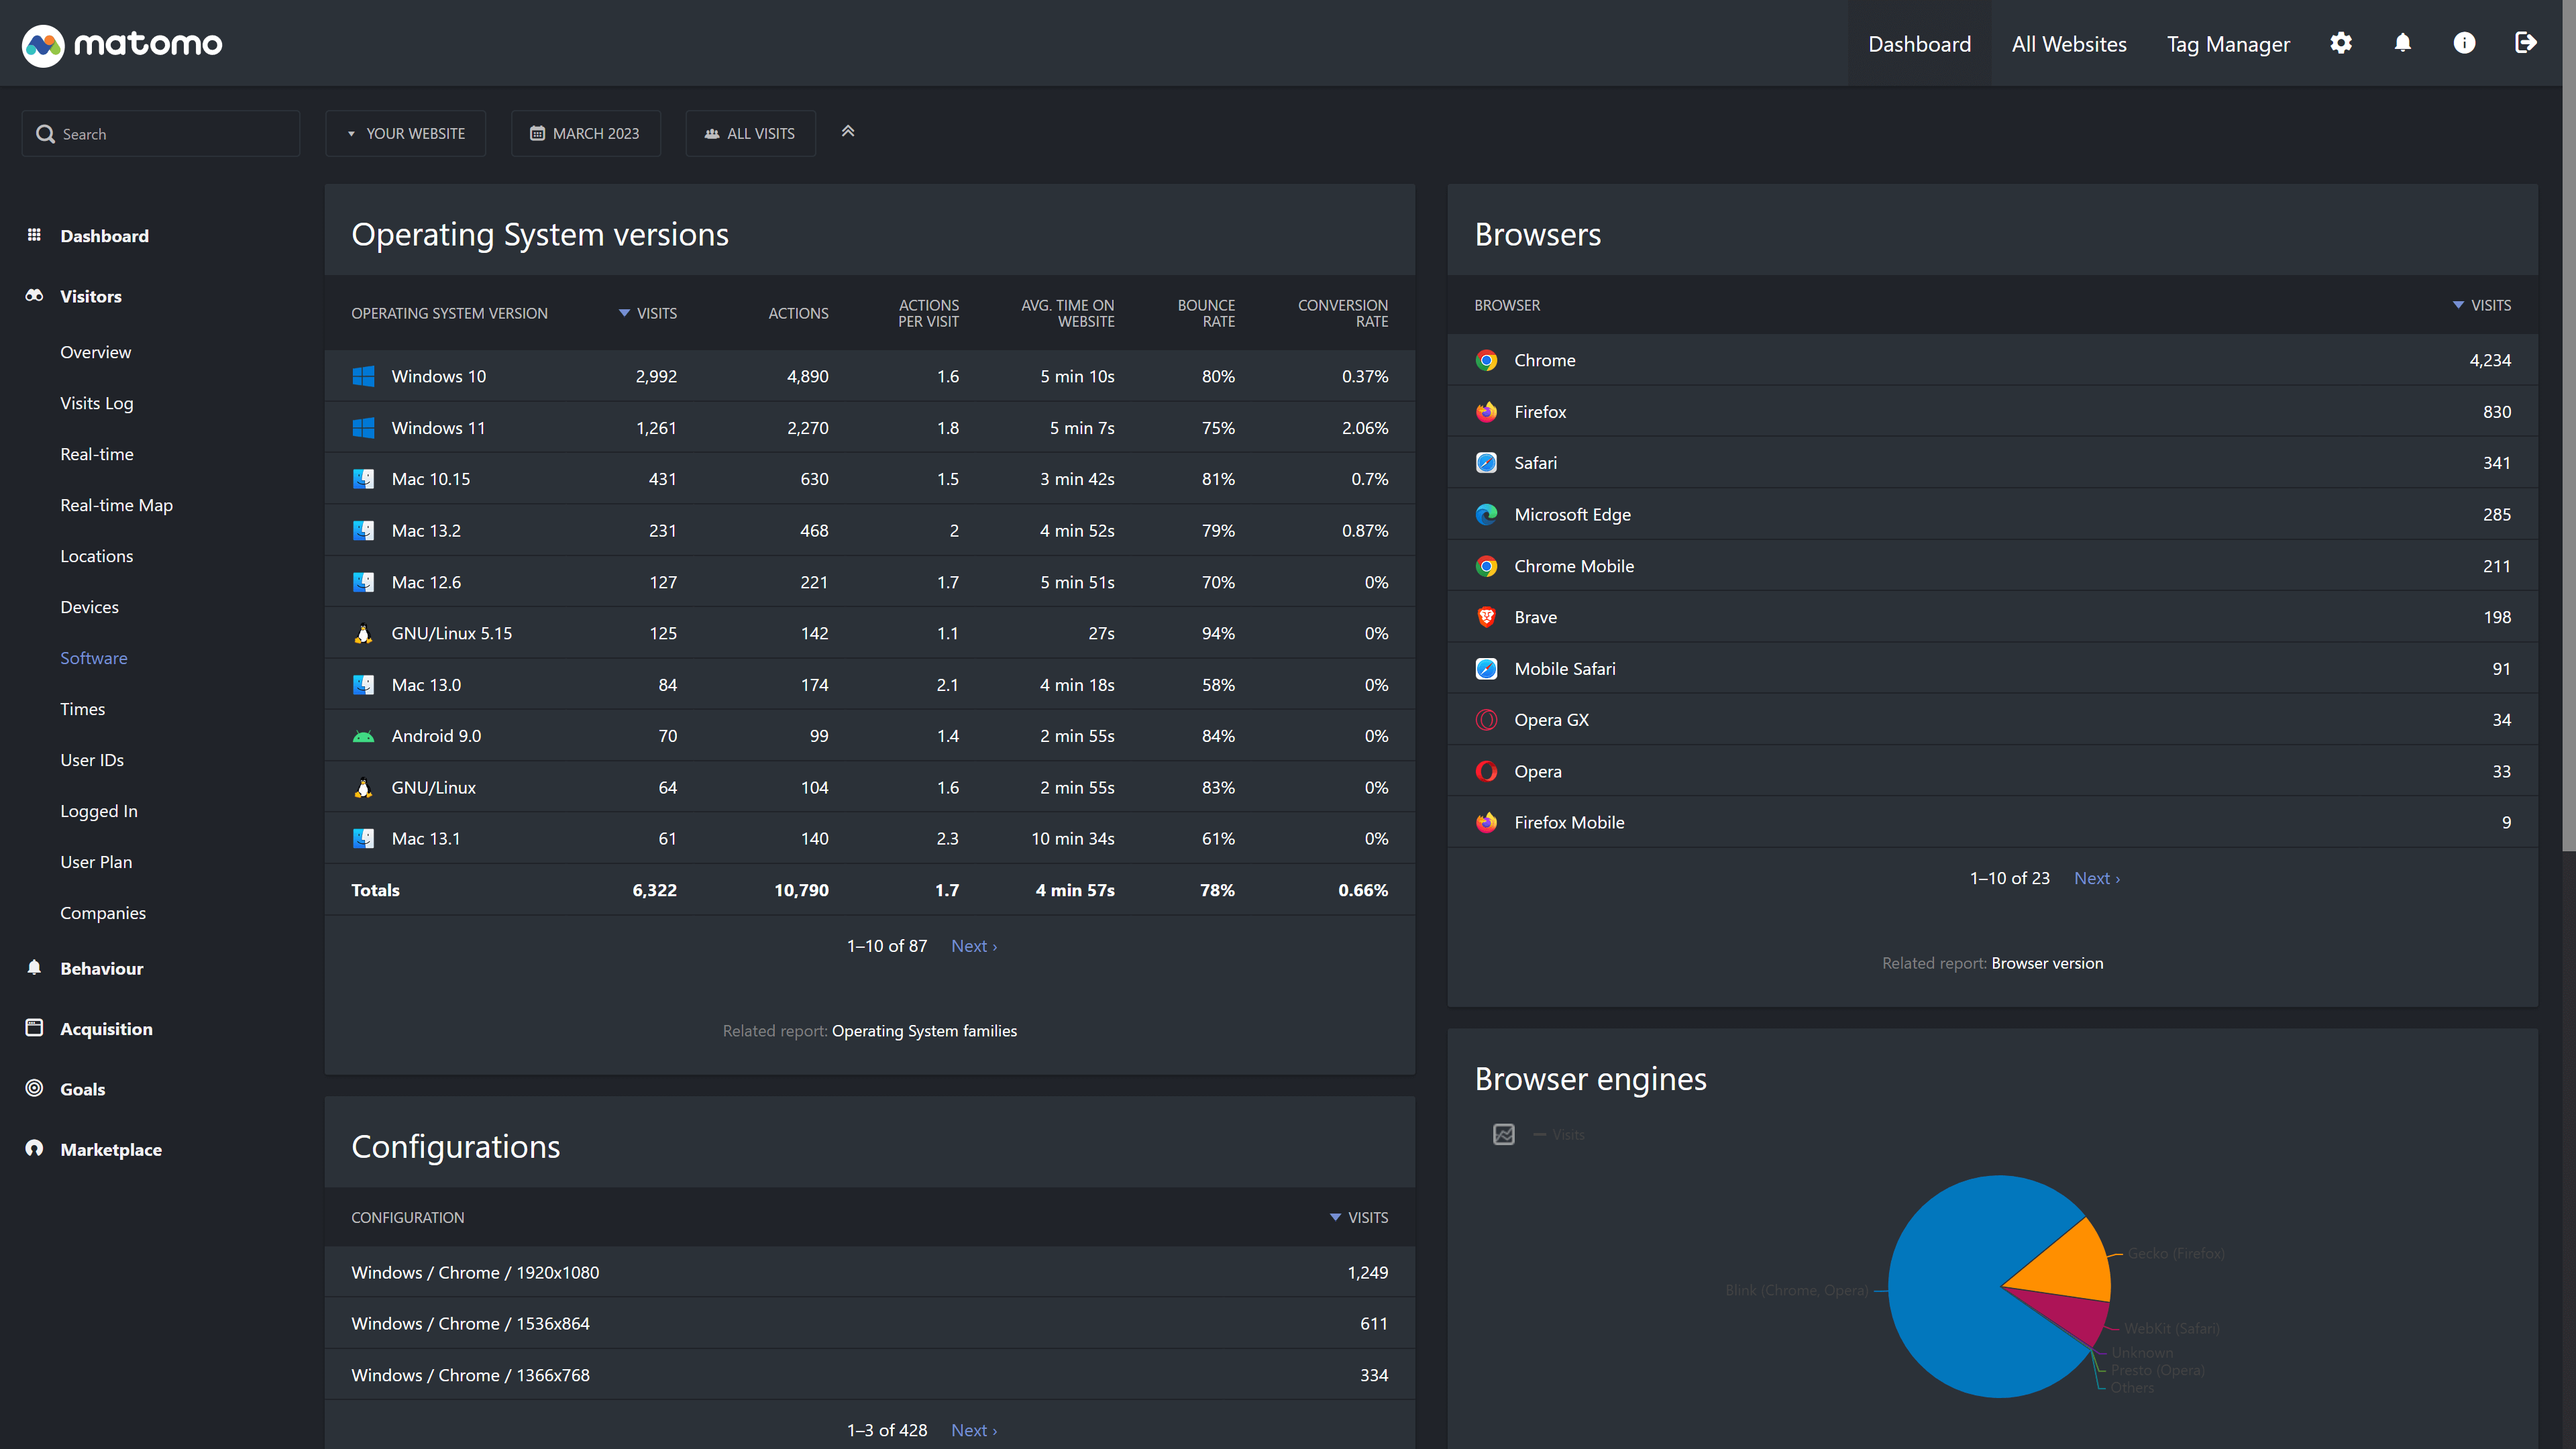 matomo
Dashboard All Websites Tag Manager
Search
YOUR WEBSITE MARCH 2023 ALL VISITS
Dashboard
Visitors
Overview
Visits Log
Real-time
Real-time Map
Locations
Devices
Software
Times
User IDs
Logged In
User Plan
Companies
Behaviour
Acquisition
Goals
Marketplace
Operating System versions
OPERATING SYSTEM VERSION VISITS ACTIONS ACTIONS PER VISIT AVG. TIME ON WEBSITE BOUNCE RATE CONVERSION RATE
Windows 10 2,992 4,890 1.6 5 min 10s 80% 0.37%
Windows 11 1,261 2,270 1.8 5 min 7s 75% 2.06%
Mac 10.15 431 630 1.5 3 min 42s 81% 0.7%
Mac 13.2 231 468 2 4 min 52s 79% 0.87%
Mac 12.6 127 221 1.7 5 min 51s 70% 0%
GNU/Linux 5.15 125 142 1.1 27s 94% 0%
Mac 13.0 84 174 2.1 4 min 18s 58% 0%
Android 9.0 70 99 1.4 2 min 55s 84% 0%
GNU/Linux 64 104 1.6 2 min 55s 83% 0%
Mac 13.1 61 140 2.3 10 min 34s 61% 0%
Totals 6,322 10,790 1.7 4 min 57s 78% 0.66%
1–10 of 87 Next ›
Related report: Operating System families
Configurations
CONFIGURATION VISITS
Windows / Chrome / 1920x1080 1,249
Windows / Chrome / 1536x864 611
Windows / Chrome / 1366x768 334
1–3 of 428 Next ›
Browsers
BROWSER VISITS
Chrome 4,234
Firefox 830
Safari 341
Microsoft Edge 285
Chrome Mobile 211
Brave 198
Mobile Safari 91
Opera GX 34
Opera 33
Firefox Mobile 9
1–10 of 23 Next ›
Related report: Browser version
Browser engines
Visits
Gecko (Firefox)
Blink (Chrome, Opera)
WebKit (Safari)
Unknown
Presto (Opera)
Others